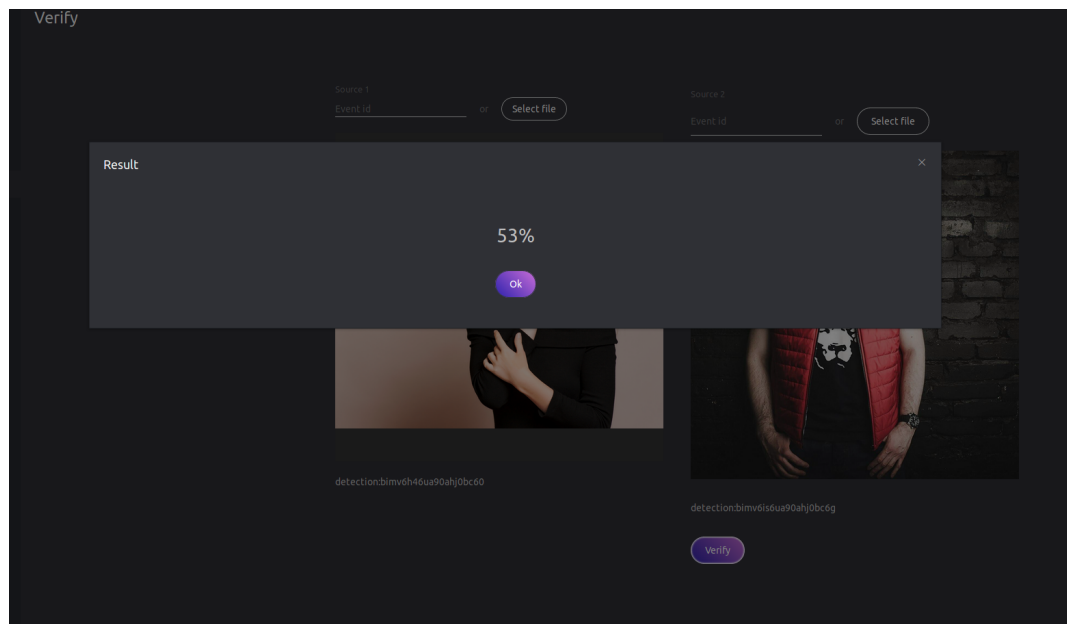 Verify
Source 1
Event id or Select file
Source 2
Event id or Select file
Result ×
53%
Ok
detection:bimv6h46ua90ahj0bc60
detection:bimv6is6ua90ahj0bc6g
Verify